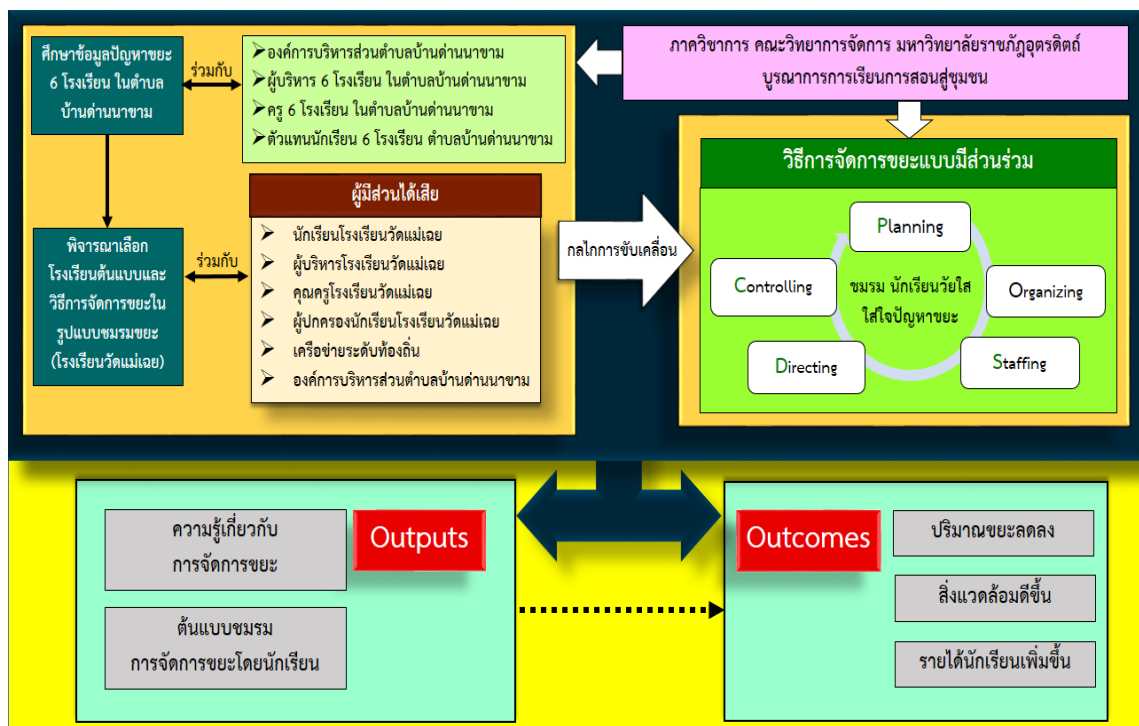 ศึกษาข้อมูลปัญหาขยะ
6 โรงเรียน ในตำบล
บ้านด่านนาขาม
ร่วมกับ
➢องค์การบริหารส่วนตำบลบ้านด่านนาขาม
➢ผู้บริหาร 6 โรงเรียน ในตำบลบ้านด่านนาขาม
➢ครู 6 โรงเรียน ในตำบลบ้านด่านนาขาม
➢ตัวแทนนักเรียน 6 โรงเรียน ตำบลบ้านด่านนาขาม
ภาควิชาการ คณะวิทยาการจัดการ มหาวิทยาลัยราชภัฏอุตรดิตถ์
บูรณาการการเรียนการสอนสู่ชุมชน
พิจารณาเลือก
โรงเรียนต้นแบบและ
วิธีการจัดการขยะใน
รูปแบบชมรมขยะ
(โรงเรียนวัดแม่เฉย)
ร่วมกับ
ผู้มีส่วนได้เสีย
➢ นักเรียนโรงเรียนวัดแม่เฉย
➢ ผู้บริหารโรงเรียนวัดแม่เฉย
➢ คุณครูโรงเรียนวัดแม่เฉย
➢ ผู้ปกครองนักเรียนโรงเรียนวัดแม่เฉย
➢ เครือข่ายระดับท้องถิ่น
➢ องค์การบริหารส่วนตำบลบ้านด่านนาขาม
กลไกการขับเคลื่อน
วิธีการจัดการขยะแบบมีส่วนร่วม
Planning
Organizing
Staffing
Directing
Controlling
ชมรม นักเรียนวัยใส
ใส่ใจปัญหาขยะ
ความรู้เกี่ยวกับ
การจัดการขยะ
Outputs
ต้นแบบชมรม
การจัดการขยะโดยนักเรียน
Outcomes
ปริมาณขยะลดลง
สิ่งแวดล้อมดีขึ้น
รายได้นักเรียนเพิ่มขึ้น